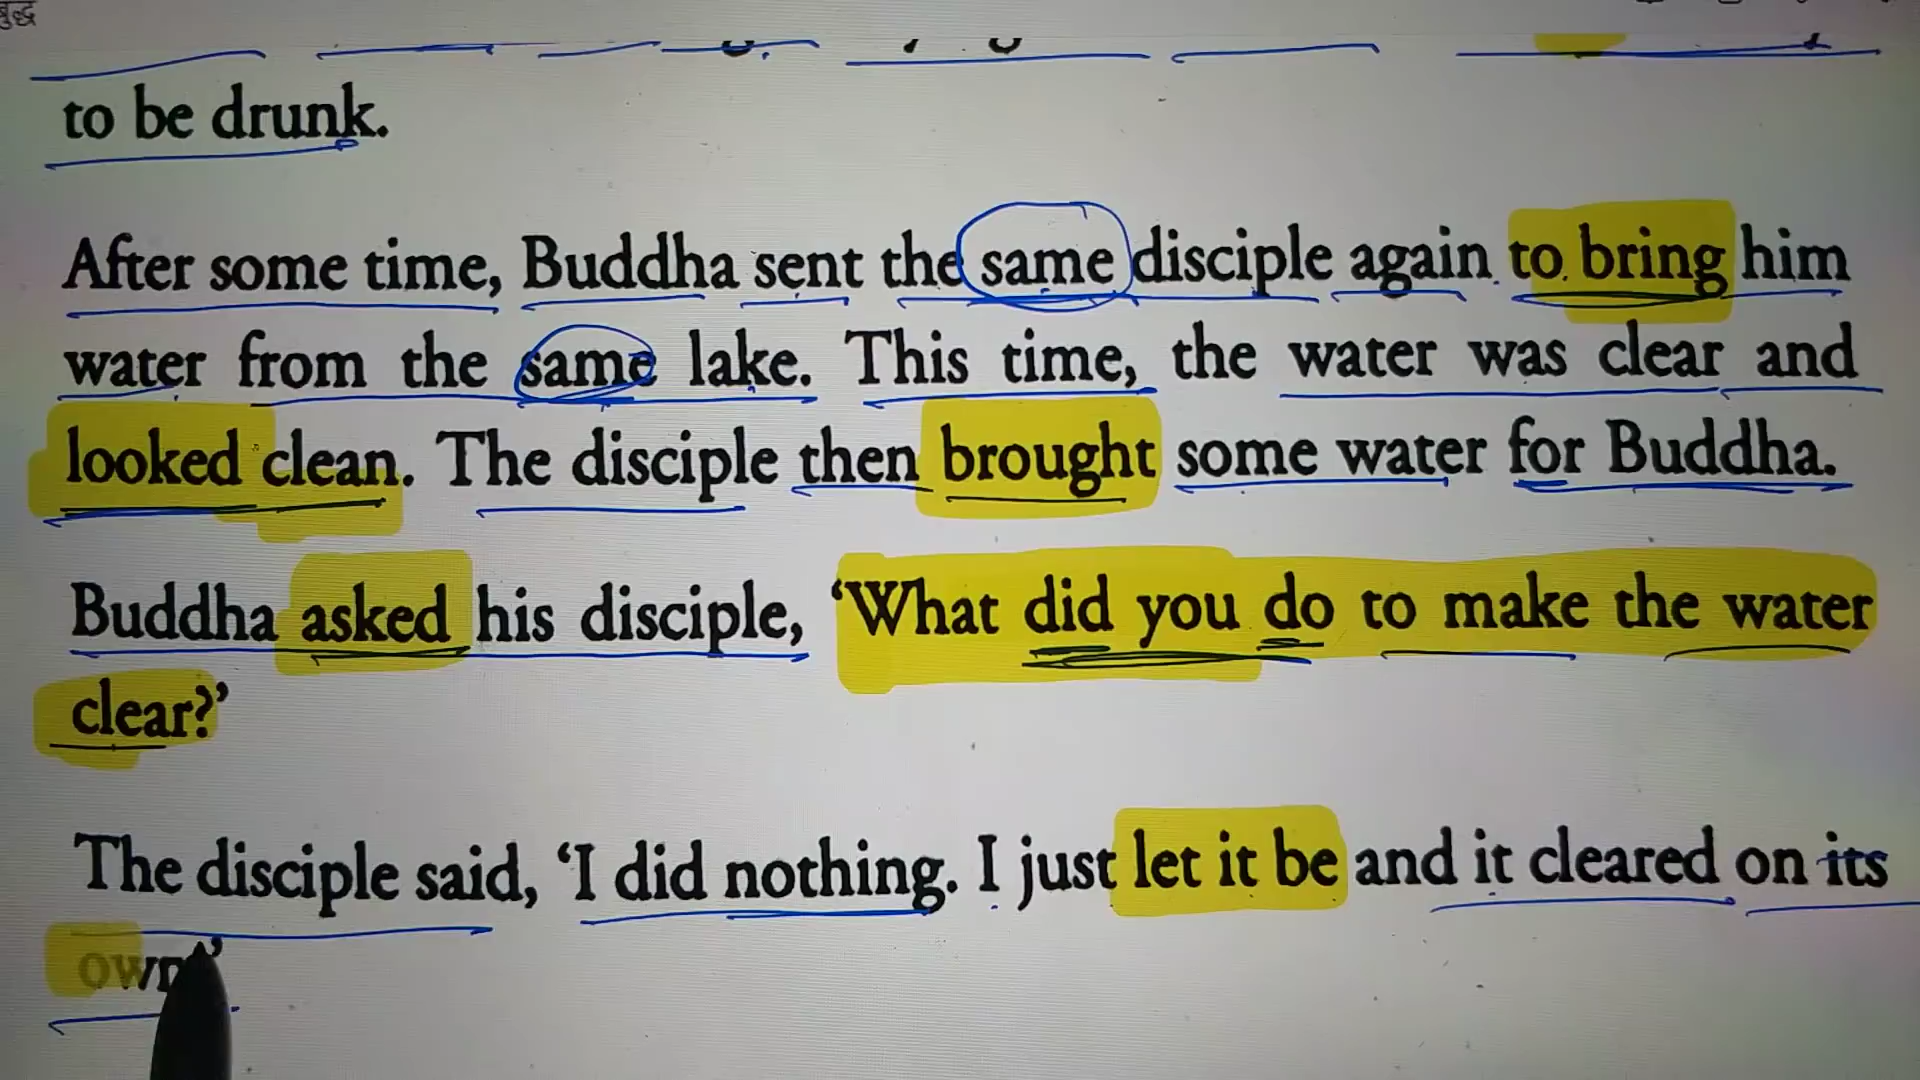 बुद्ध
to be drunk.
After some time, Buddha sent the same disciple again to bring him
water from the same lake. This time, the water was clear and
looked clean. The disciple then brought some water for Buddha.
Buddha asked his disciple, ‘What did you do to make the water
clear?’
The disciple said, ‘I did nothing. I just let it be and it cleared on its
own.’